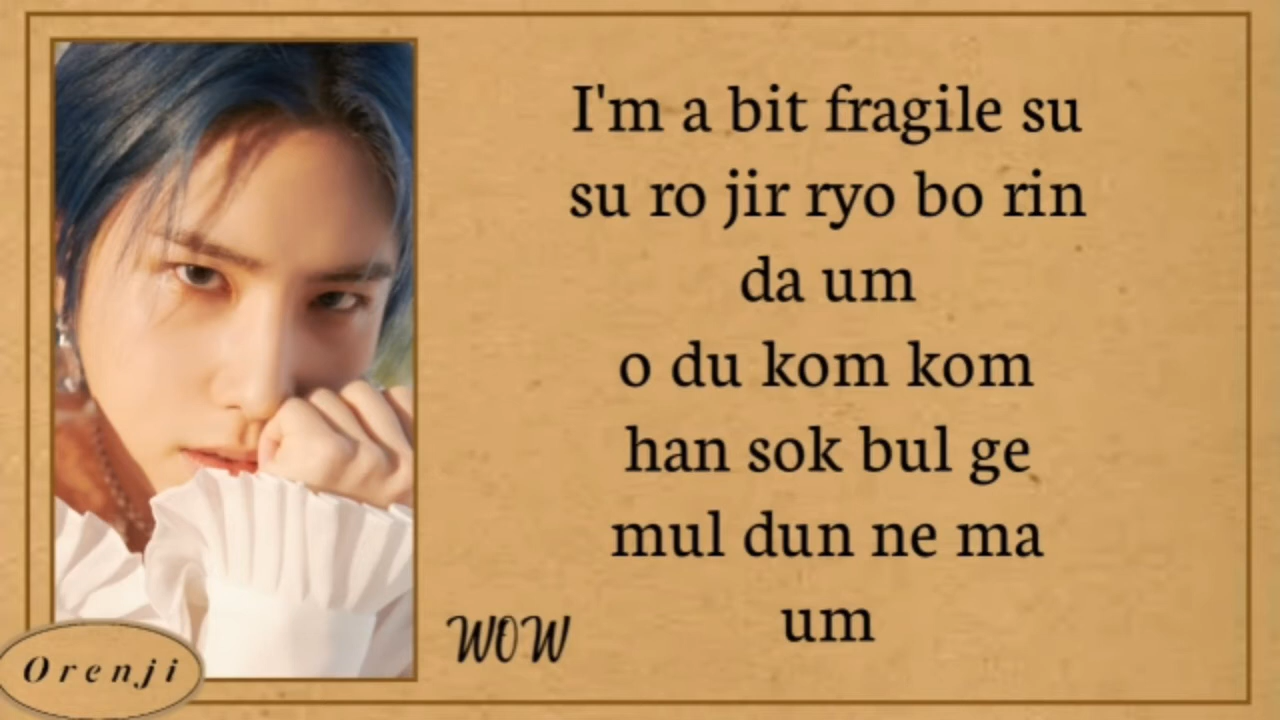 I'm a bit fragile su
su ro jir ryo bo rin
da um
o du kom kom
han sok bul ge
mul dun ne ma
um
WOW
Orenji